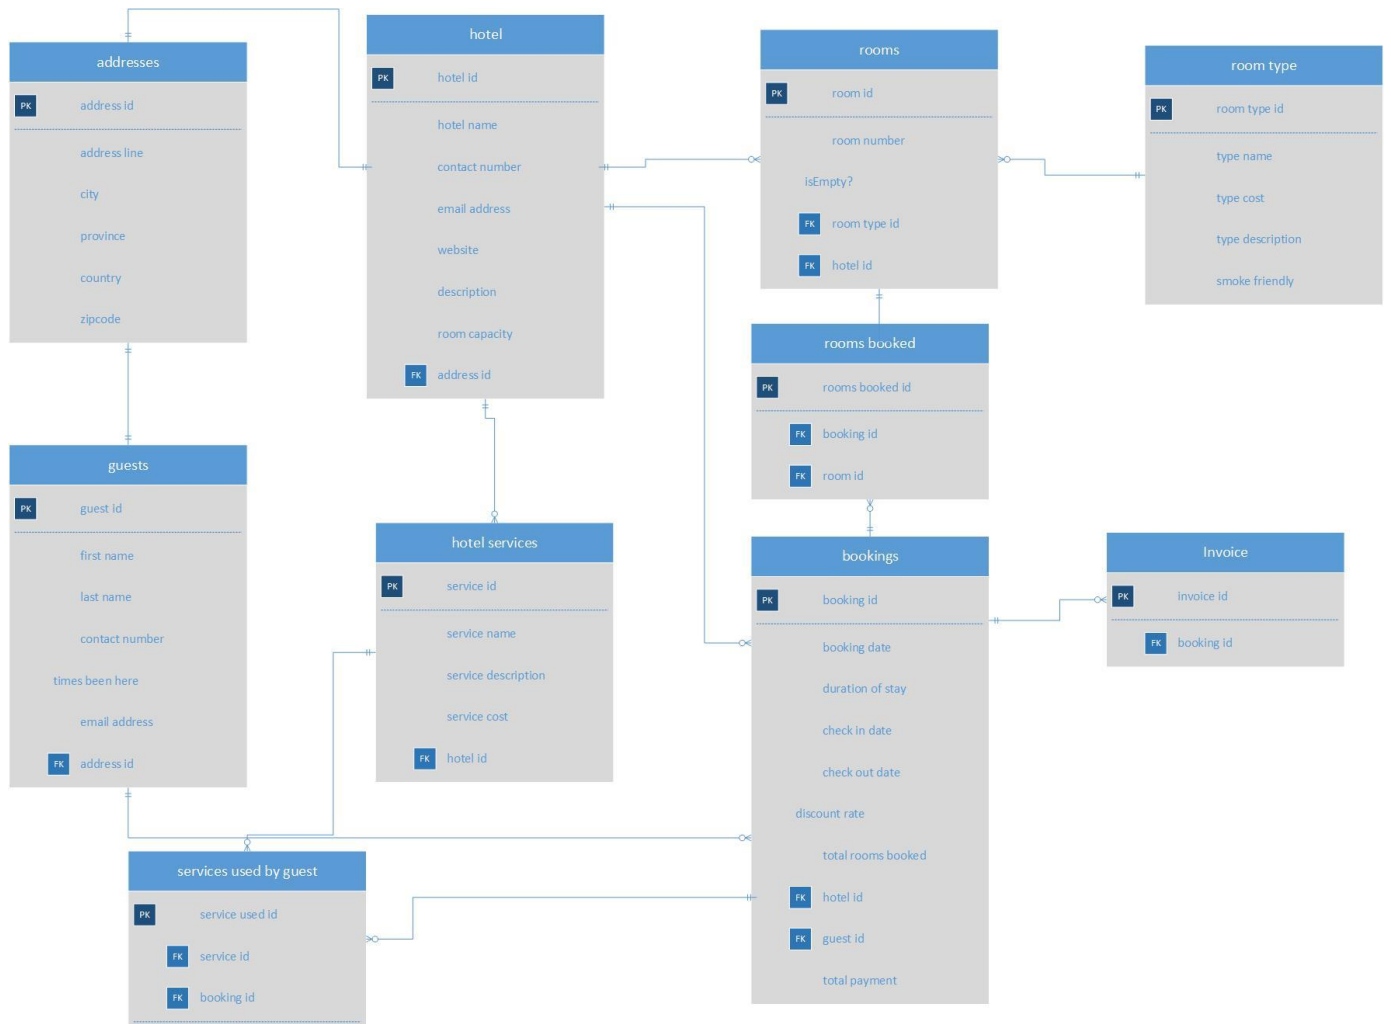 addresses
PK address id
address line
city
province
country
zipcode
hotel
PK hotel id
hotel name
contact number
email address
website
description
room capacity
FK address id
rooms
PK room id
room number
isEmpty?
FK room type id
FK hotel id
room type
PK room type id
type name
type cost
type description
smoke friendly
rooms booked
PK rooms booked id
FK booking id
FK room id
guests
PK guest id
first name
last name
contact number
times been here
email address
FK address id
hotel services
PK service id
service name
service description
service cost
FK hotel id
bookings
PK booking id
booking date
duration of stay
check in date
check out date
discount rate
total rooms booked
FK hotel id
FK guest id
total payment
Invoice
PK invoice id
FK booking id
services used by guest
PK service used id
FK service id
FK booking id